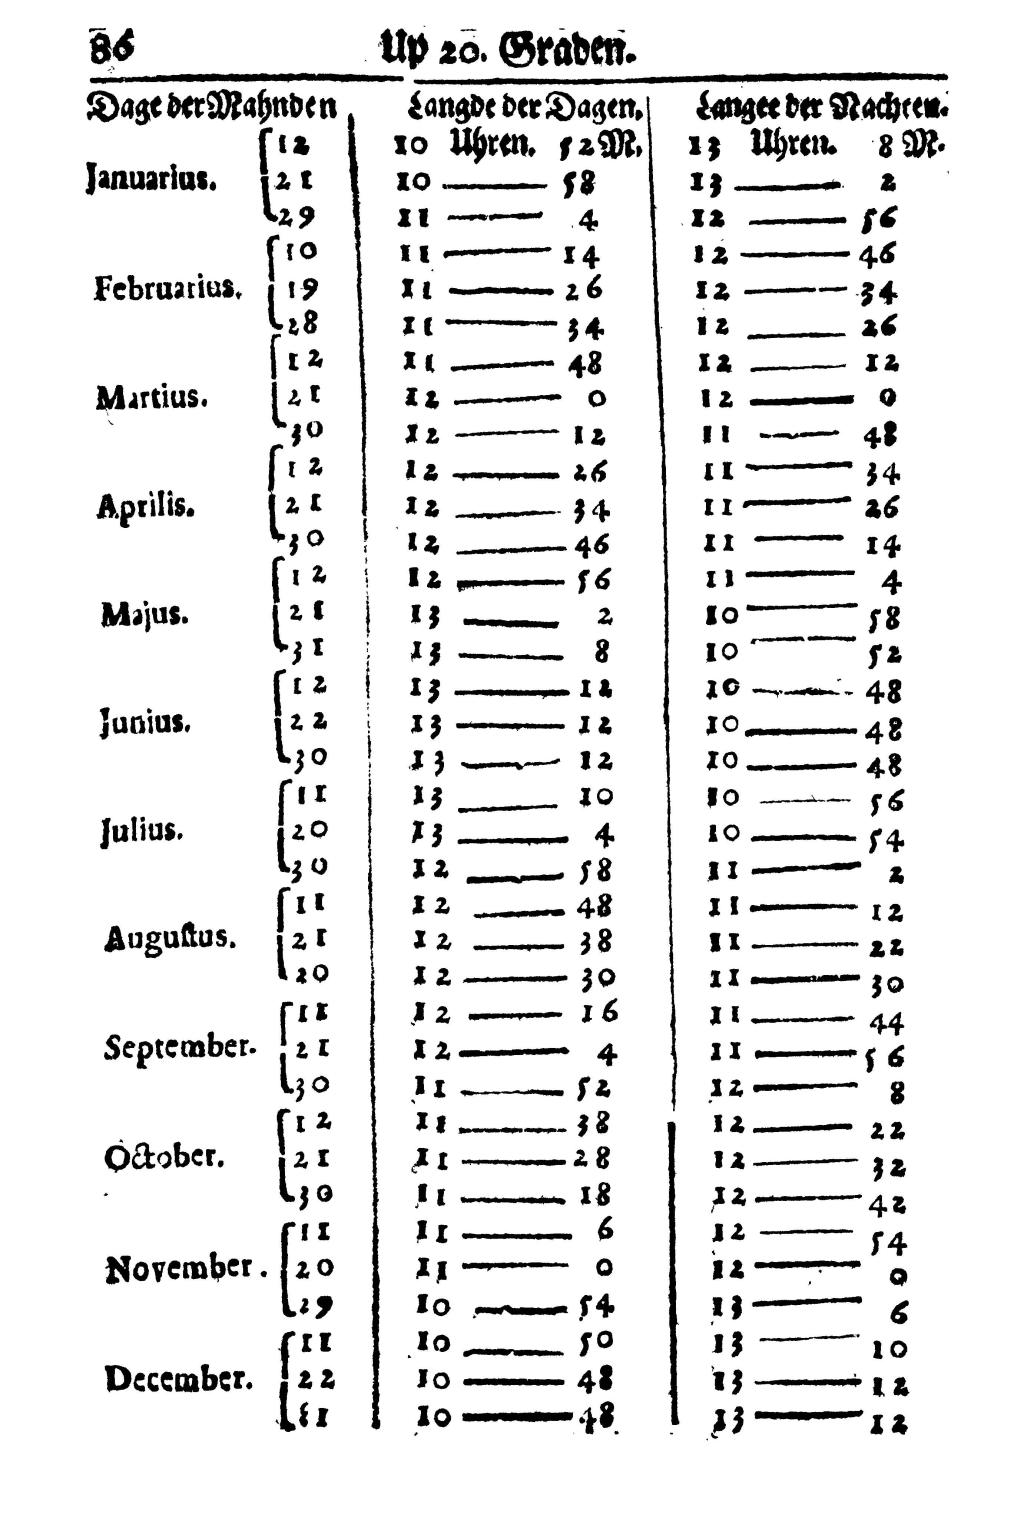 86 Up 20. Graden.
Dage der Mahnden Langde der Dagen. Langee der Nachten.
12 10 Uhren. 52 M. 13 Uhren. 8 M.
Januarius. 21 10 — 58 13 — 2
29 11 — 4 12 — 56
10 11 — 14 12 — 46
Februarius. 19 11 — 26 12 — 34
28 11 — 34 12 — 26
12 11 — 48 12 — 12
Martius. 21 12 — 0 12 — 0
30 12 — 12 11 — 48
12 12 — 26 11 — 34
Aprilis. 21 12 — 34 11 — 26
30 12 — 46 11 — 14
12 12 — 56 11 — 4
Majus. 21 13 — 2 10 — 58
31 13 — 8 10 — 52
12 13 — 12 10 — 48
Junius. 22 13 — 12 10 — 48
30 13 — 12 10 — 48
11 13 — 10 10 — 56
Julius. 20 13 — 4 10 — 54
30 12 — 58 11 — 2
11 12 — 48 11 — 12
Auguſtus. 21 12 — 38 11 — 22
20 12 — 30 11 — 30
11 12 — 16 11 — 44
September. 21 12 — 4 11 — 56
30 11 — 52 12 — 8
12 11 — 38 12 — 22
October. 21 11 — 28 12 — 32
30 11 — 18 12 — 42
11 11 — 6 12 — 54
November. 20 11 — 0 12 — 0
29 10 — 54 13 — 6
11 10 — 50 13 — 10
December. 22 10 — 48 13 — 12
31 10 — 48 13 — 12